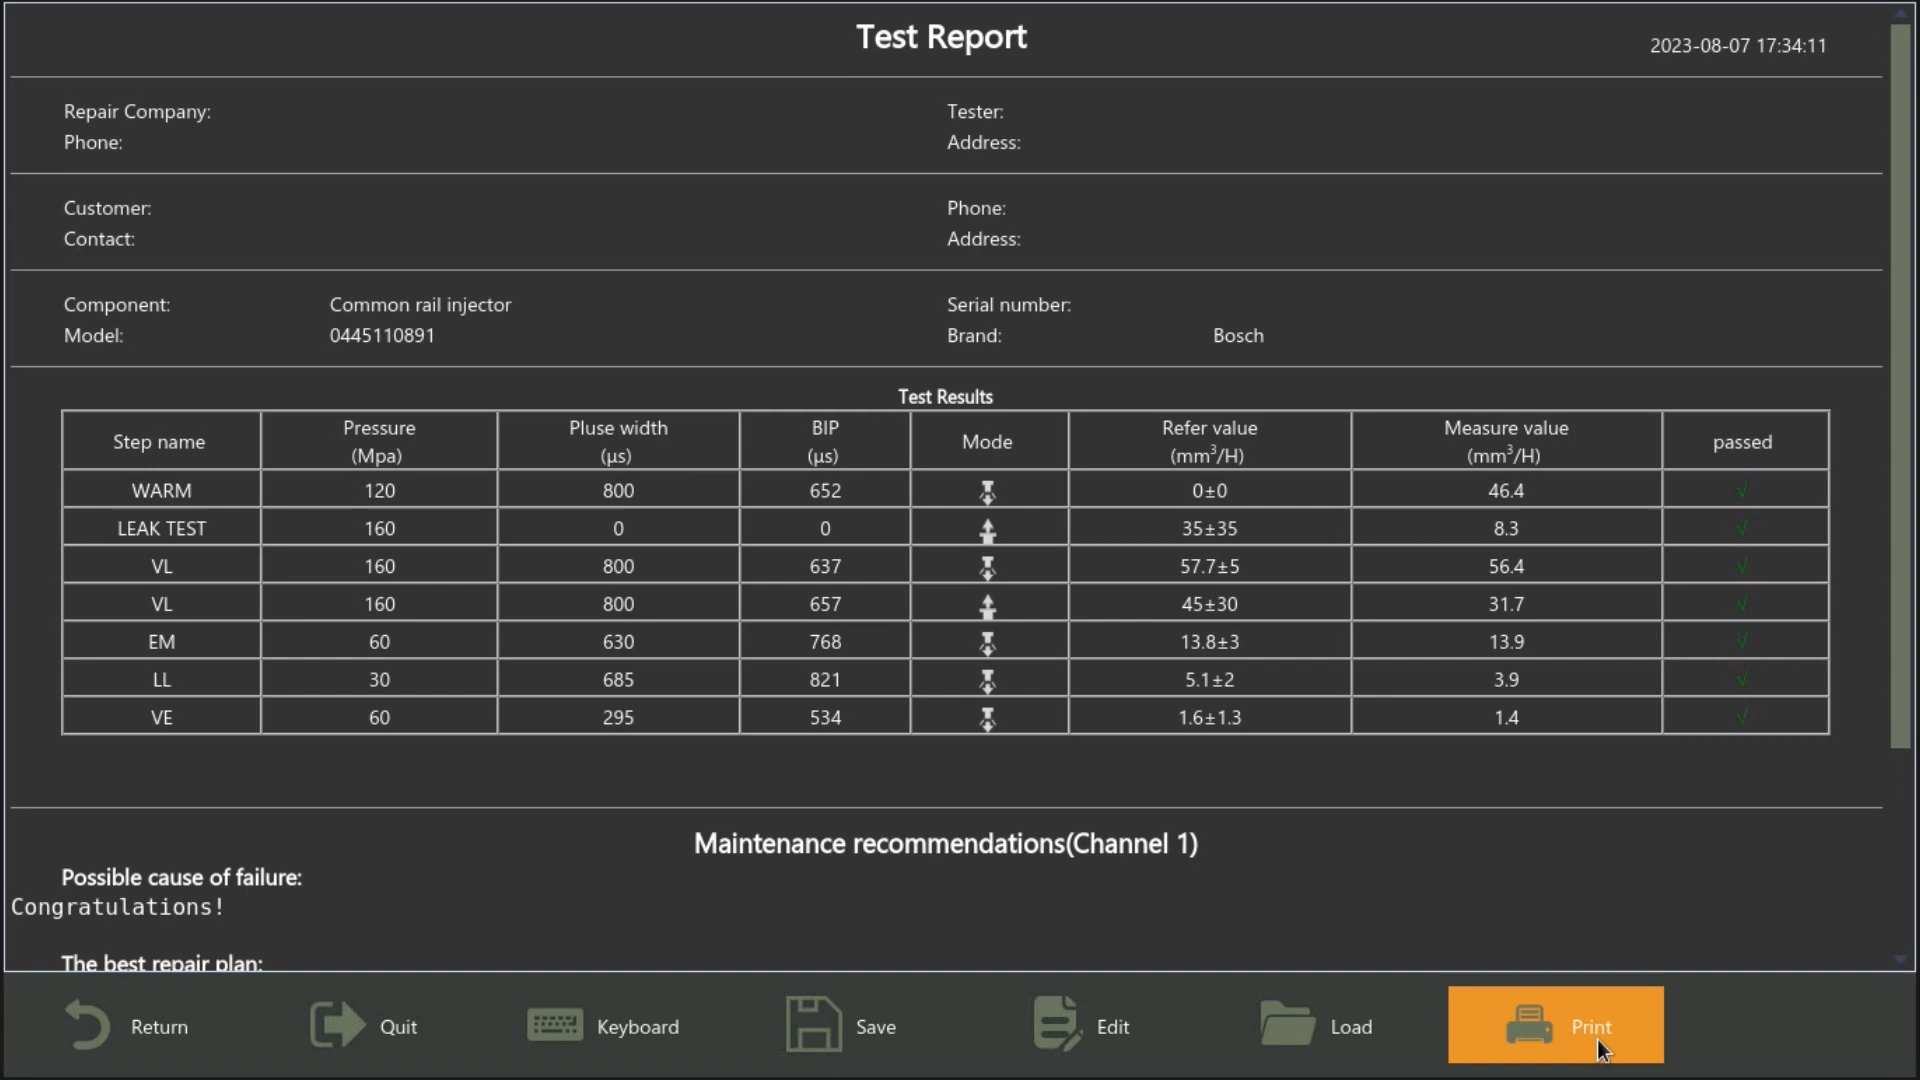 Test Report
2023-08-07 17:34:11
Repair Company:
Tester:
Phone:
Address:
Customer:
Phone:
Contact:
Address:
Component: Common rail injector
Serial number:
Model: 0445110891
Brand: Bosch
Test Results
Step name Pressure (Mpa) Pluse width (μs) BIP (μs) Mode Refer value (mm³/H) Measure value (mm³/H) passed
WARM 120 800 652 0±0 46.4 √
LEAK TEST 160 0 0 35±35 8.3 √
VL 160 800 637 57.7±5 56.4 √
VL 160 800 657 45±30 31.7 √
EM 60 630 768 13.8±3 13.9 √
LL 30 685 821 5.1±2 3.9 √
VE 60 295 534 1.6±1.3 1.4 √
Maintenance recommendations(Channel 1)
Possible cause of failure:
Congratulations!
The best repair plan:
Return Quit Keyboard Save Edit Load Print